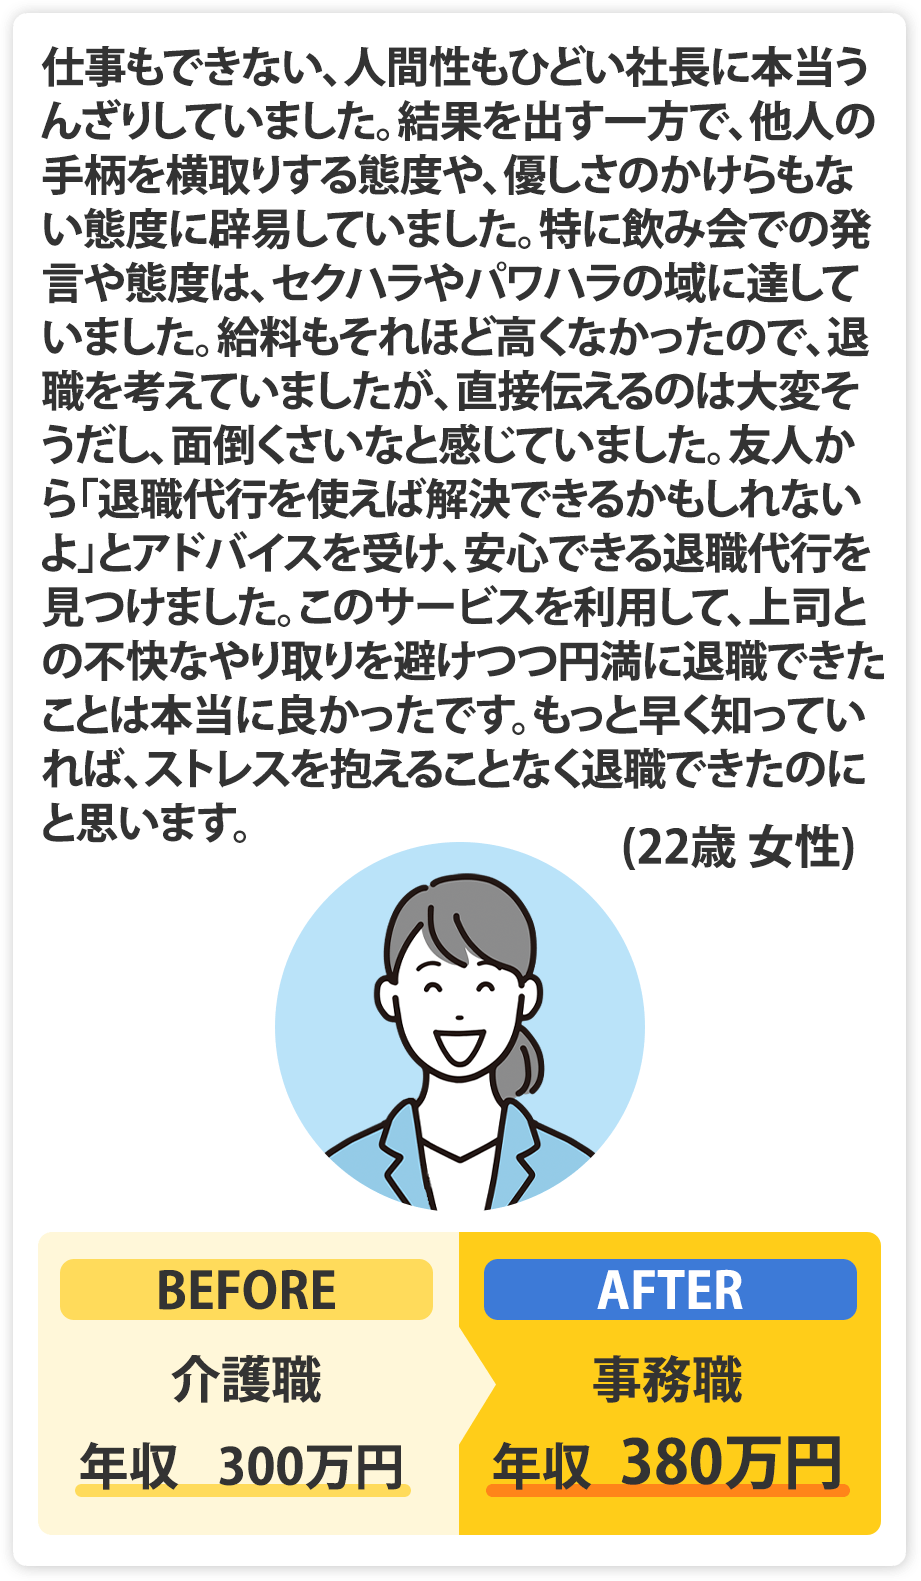 仕事もできない、人間性もひどい社長に本当う
んざりしていました。結果を出す一方で、他人の
手柄を横取りする態度や、優しさのかけらもな
い態度に辟易していました。特に飲み会での発
言や態度は、セクハラやパワハラの域に達して
いました。給料もそれほど高くなかったので、退
職を考えていましたが、直接伝えるのは大変そ
うだし、面倒くさいなと感じていました。友人か
ら「退職代行を使えば解決できるかもしれない
よ」とアドバイスを受け、安心できる退職代行を
見つけました。このサービスを利用して、上司と
の不快なやり取りを避けつつ円満に退職できた
ことは本当に良かったです。もっと早く知ってい
れば、ストレスを抱えることなく退職できたのに
と思います。
(22歳 女性)
BEFORE
介護職
年収 300万円
AFTER
事務職
年収 380万円